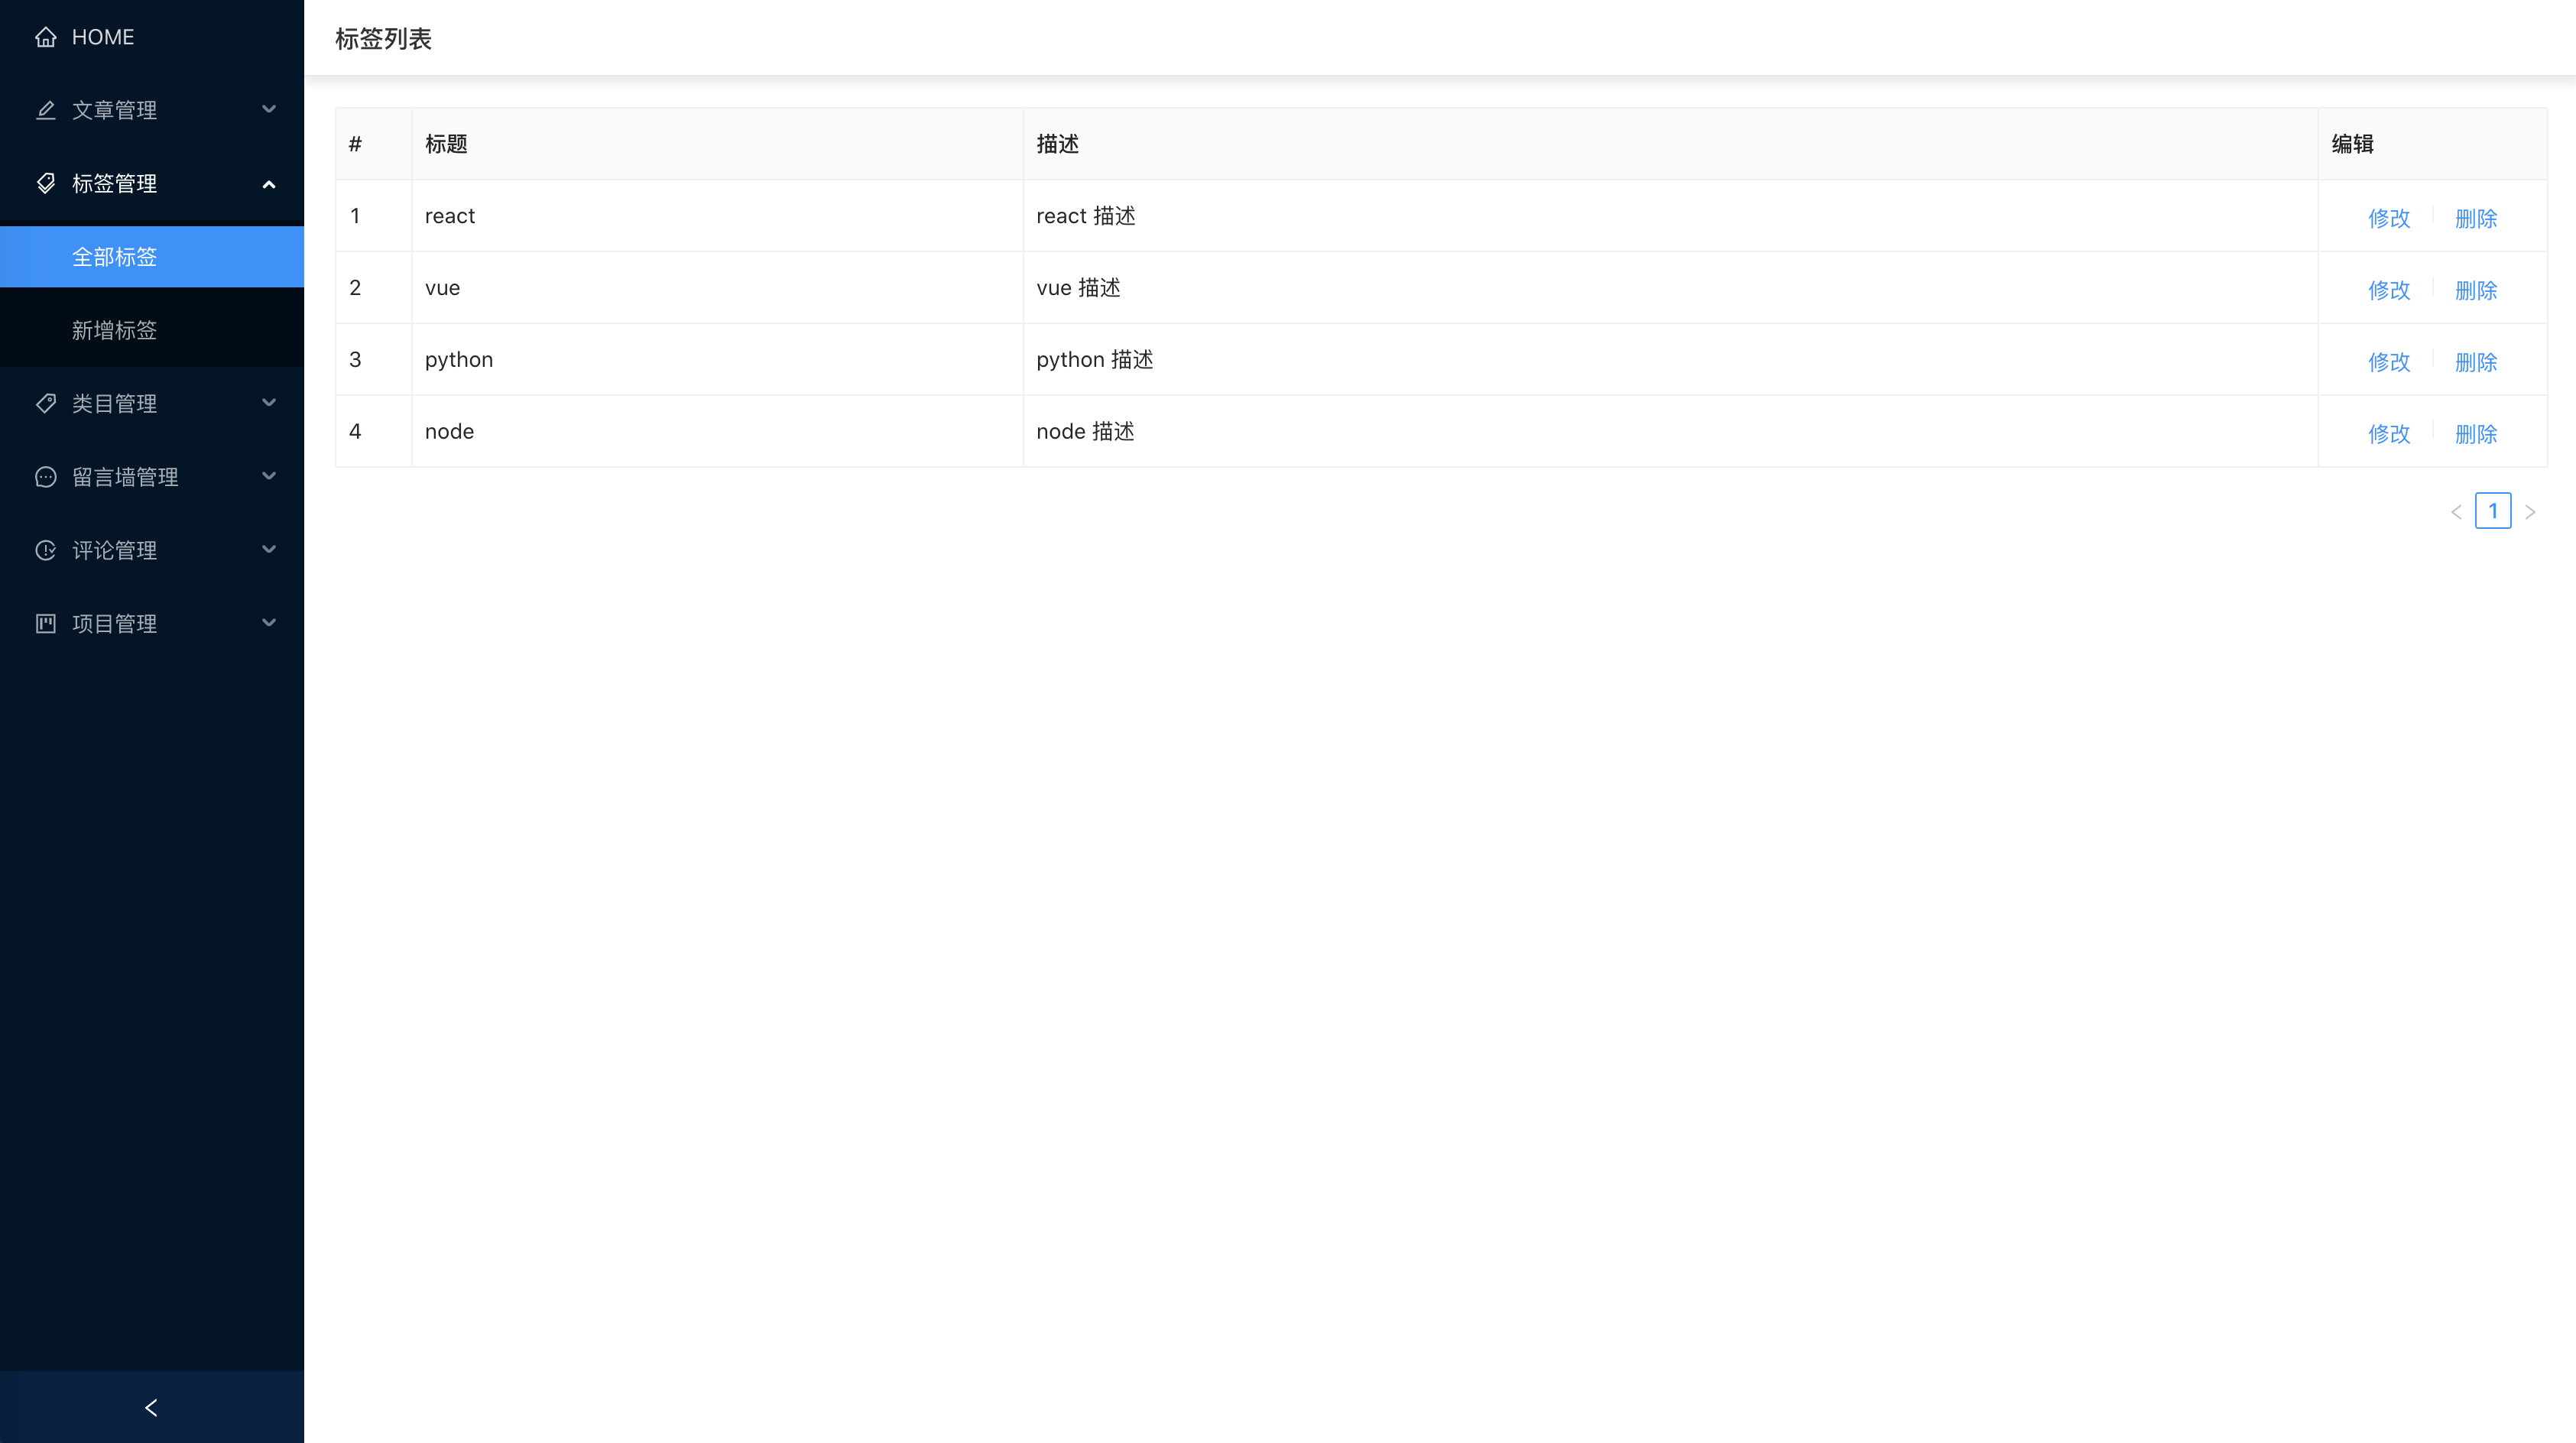 HOME
文章管理
标签管理
全部标签
新增标签
类目管理
留言墙管理
评论管理
项目管理
标签列表
# 标题 描述 编辑
1 react react 描述 修改 删除
2 vue vue 描述 修改 删除
3 python python 描述 修改 删除
4 node node 描述 修改 删除
1